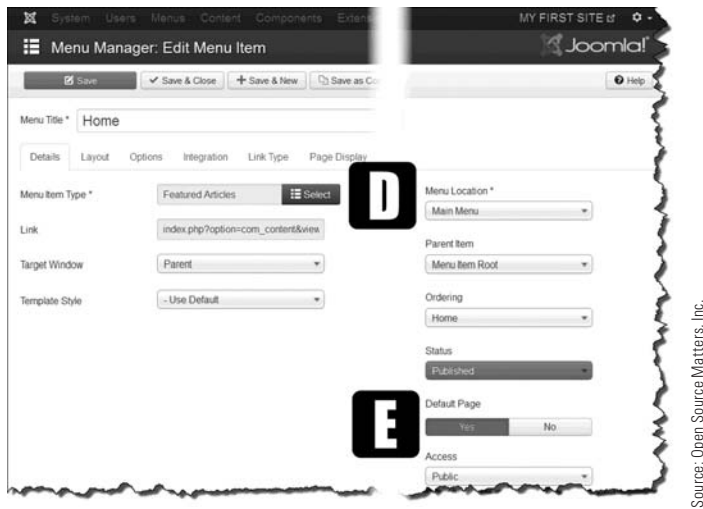 System Users Menus Content Components Extens
MY FIRST SITE
Menu Manager: Edit Menu Item
Joomla!
Save
Save & Close
Save & New
Save as Co
Help
Menu Title *
Home
Details Layout Options Integration Link Type Page Display
Menu Item Type *
Featured Articles
Select
Link
index.php?option=com_content&view
Target Window
Parent
Template Style
- Use Default
D
Menu Location *
Main Menu
Parent Item
Menu Item Root
Ordering
Home
Status
Published
E
Default Page
Yes
No
Access
Public
Source: Open Source Matters, Inc.